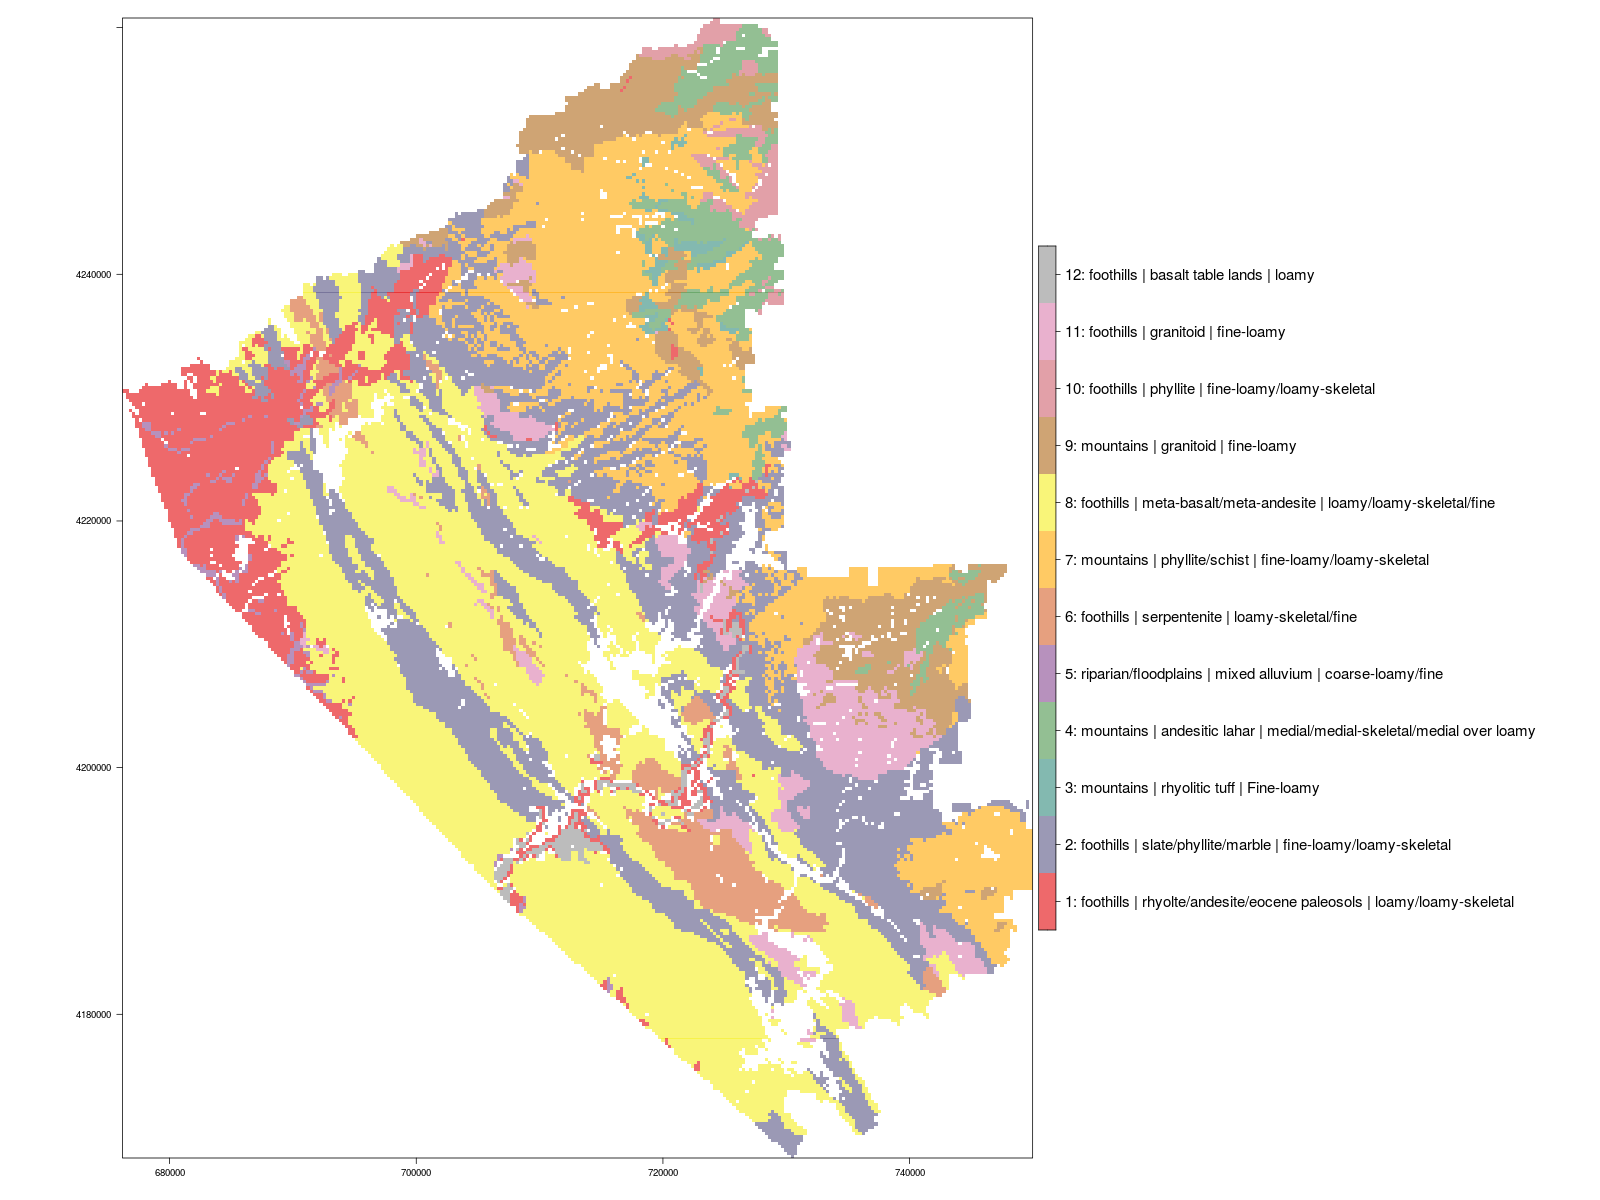 4240000
4220000
4200000
4180000
680000
700000
720000
740000
12: foothills | basalt table lands | loamy
11: foothills | granitoid | fine-loamy
10: foothills | phyllite | fine-loamy/loamy-skeletal
9: mountains | granitoid | fine-loamy
8: foothills | meta-basalt/meta-andesite | loamy/loamy-skeletal/fine
7: mountains | phyllite/schist | fine-loamy/loamy-skeletal
6: foothills | serpentenite | loamy-skeletal/fine
5: riparian/floodplains | mixed alluvium | coarse-loamy/fine
4: mountains | andesitic lahar | medial/medial-skeletal/medial over loamy
3: mountains | rhyolitic tuff | Fine-loamy
2: foothills | slate/phyllite/marble | fine-loamy/loamy-skeletal
1: foothills | rhyolte/andesite/eocene paleosols | loamy/loamy-skeletal